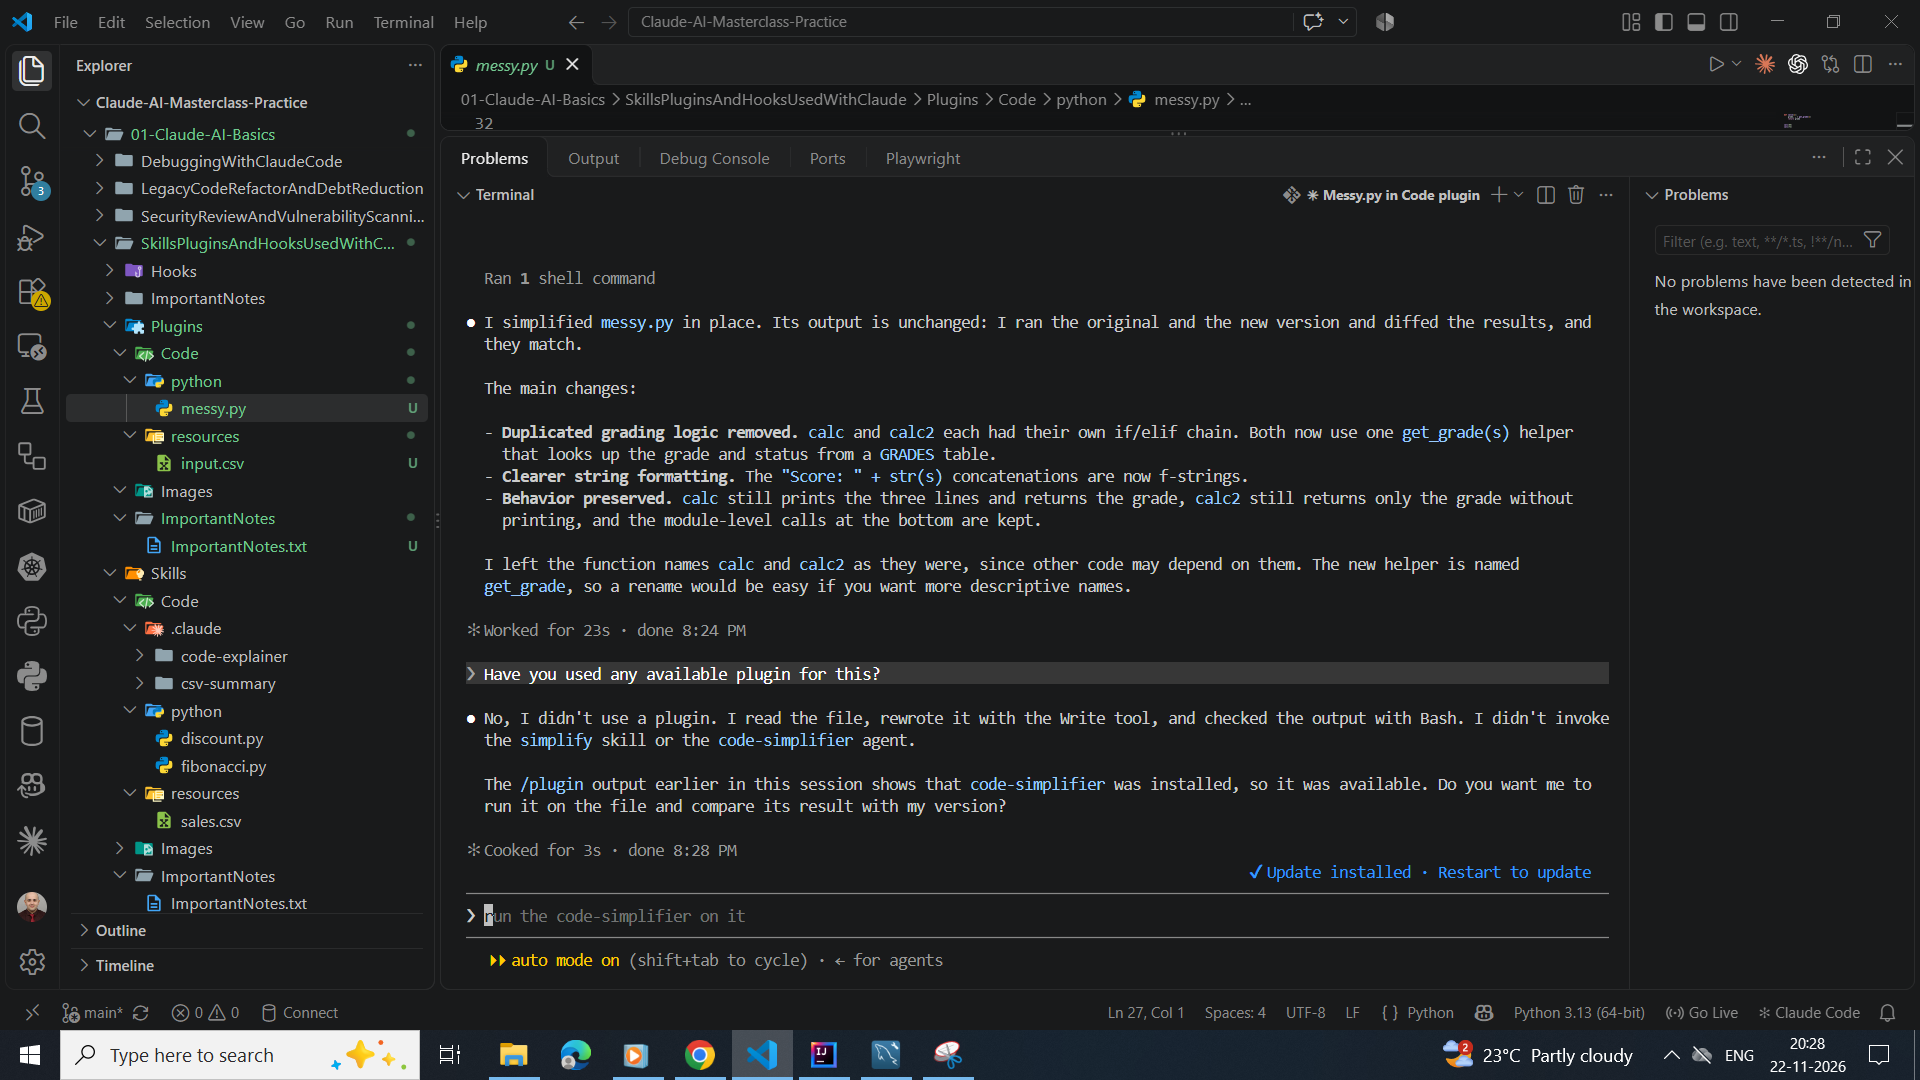 File Edit Selection View Go Run Terminal Help
Claude-AI-Masterclass-Practice
Explorer
Claude-AI-Masterclass-Practice
01-Claude-AI-Basics
DebuggingWithClaudeCode
LegacyCodeRefactorAndDebtReduction
SecurityReviewAndVulnerabilityScanni...
SkillsPluginsAndHooksUsedWithC...
Hooks
ImportantNotes
Plugins
Code
python
messy.py U
resources
input.csv U
Images
ImportantNotes
ImportantNotes.txt U
Skills
Code
.claude
code-explainer
csv-summary
python
discount.py
fibonacci.py
resources
sales.csv
Images
ImportantNotes
ImportantNotes.txt
Outline
Timeline
3
messy.py U
01-Claude-AI-Basics > SkillsPluginsAndHooksUsedWithClaude > Plugins > Code > python > messy.py > ...
32
Problems Output Debug Console Ports Playwright
Terminal
✳ Messy.py in Code plugin
Ran 1 shell command
● I simplified messy.py in place. Its output is unchanged: I ran the original and the new version and diffed the results, and
they match.
The main changes:
- Duplicated grading logic removed. calc and calc2 each had their own if/elif chain. Both now use one get_grade(s) helper
that looks up the grade and status from a GRADES table.
- Clearer string formatting. The "Score: " + str(s) concatenations are now f-strings.
- Behavior preserved. calc still prints the three lines and returns the grade, calc2 still returns only the grade without
printing, and the module-level calls at the bottom are kept.
I left the function names calc and calc2 as they were, since other code may depend on them. The new helper is named
get_grade, so a rename would be easy if you want more descriptive names.
✻ Worked for 23s · done 8:24 PM
❯ Have you used any available plugin for this?
● No, I didn't use a plugin. I read the file, rewrote it with the Write tool, and checked the output with Bash. I didn't invoke
the simplify skill or the code-simplifier agent.
The /plugin output earlier in this session shows that code-simplifier was installed, so it was available. Do you want me to
run it on the file and compare its result with my version?
✻ Cooked for 3s · done 8:28 PM
✓ Update installed · Restart to update
❯ run the code-simplifier on it
⏵⏵ auto mode on (shift+tab to cycle) · ← for agents
Problems
Filter (e.g. text, **/*.ts, !**/n...
No problems have been detected in
the workspace.
main* 0 0 Connect
Ln 27, Col 1 Spaces: 4 UTF-8 LF { } Python Python 3.13 (64-bit) Go Live Claude Code
Type here to search
2
23°C Partly cloudy
ENG
20:28
22-11-2026